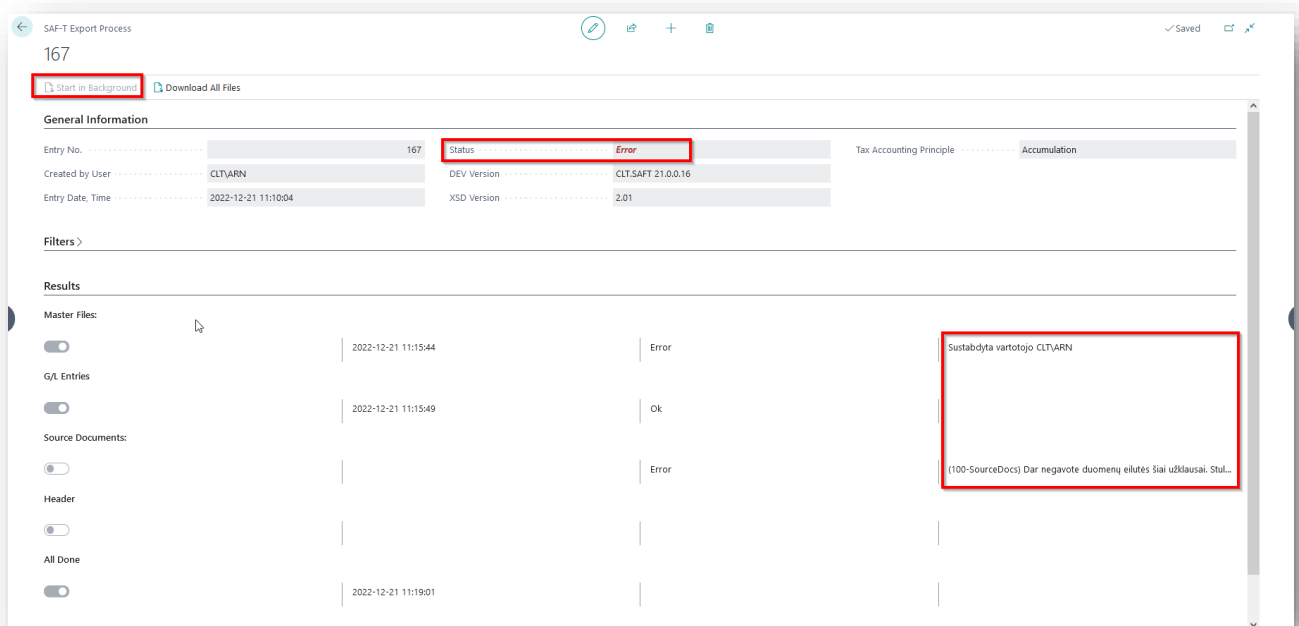 SAF-T Export Process
Saved
167
Start in Background
Download All Files
General Information
Entry No.
167
Status
Error
Tax Accounting Principle
Accumulation
Created by User
CLT\ARN
DEV Version
CLT.SAFT 21.0.0.16
Entry Date, Time
2022-12-21 11:10:04
XSD Version
2.01
Filters
Results
Master Files:
2022-12-21 11:15:44
Error
Sustabdyta vartotojo CLT\ARN
G/L Entries
2022-12-21 11:15:49
Ok
Source Documents:
Error
(100-SourceDocs) Dar negavote duomenų eilutės šiai užklausai. Stul...
Header
All Done
2022-12-21 11:19:01